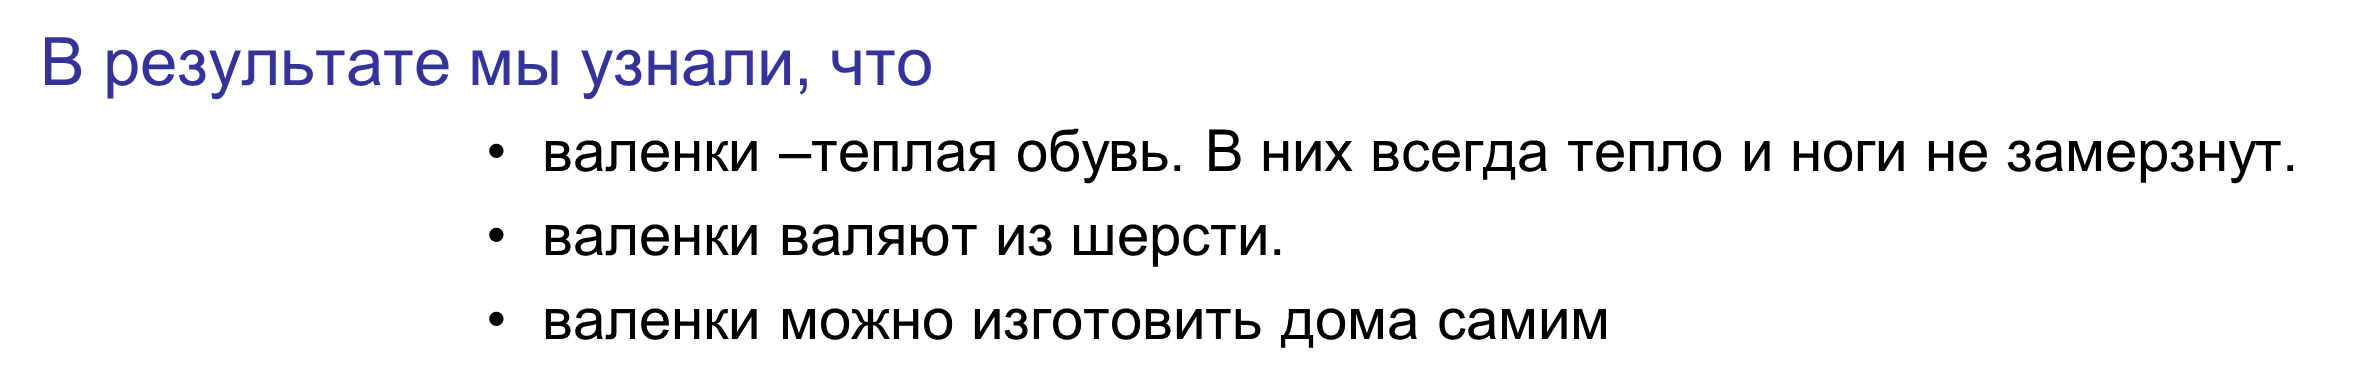 В результате мы узнали, что
• валенки –теплая обувь. В них всегда тепло и ноги не замерзнут.
• валенки валяют из шерсти.
• валенки можно изготовить дома самим